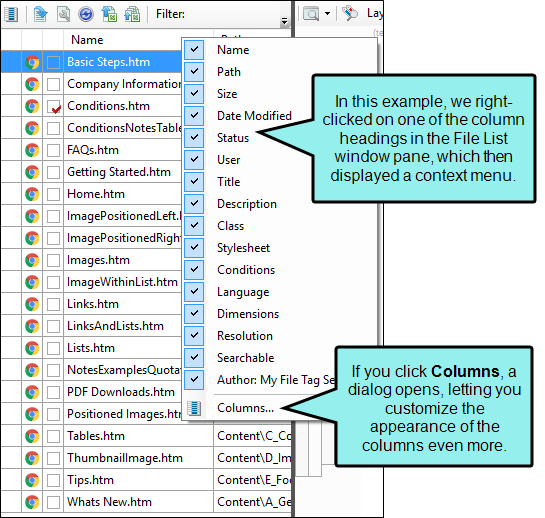 Filter:
Lay
Name
Basic Steps.htm
Company Information
Conditions.htm
ConditionsNotesTable
FAQs.htm
Getting Started.htm
Home.htm
ImagePositionedLeft.
ImagePositionedRight
Images.htm
ImageWithinList.htm
Links.htm
LinksAndLists.htm
Lists.htm
NotesExamplesQuotat
PDF Downloads.htm
Positioned Images.htm
Tables.htm Content\C_Co
ThumbnailImage.htm Content\D_Im
Tips.htm Content\E_Foo
Whats New.htm Content\A_Ge
Name
Path
Size
Date Modified
Status
User
Title
Description
Class
Stylesheet
Conditions
Language
Dimensions
Resolution
Searchable
Author: My File Tag Se
Columns...
In this example, we right-
clicked on one of the column
headings in the File List
window pane, which then
displayed a context menu.
If you click Columns, a
dialog opens, letting you
customize the
appearance of the
columns even more.